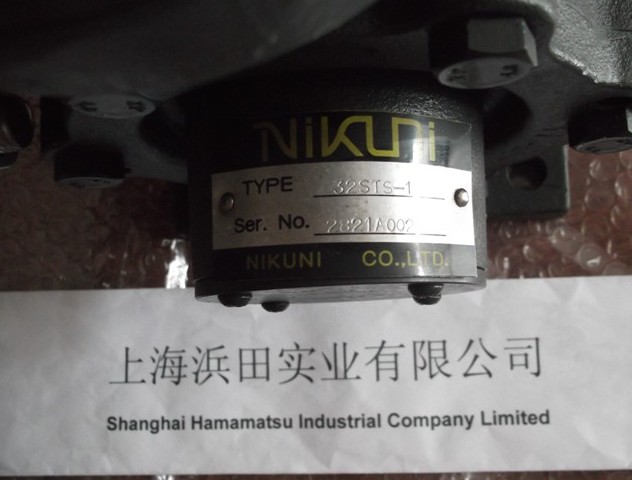 NiKuni
TYPE 32STS-1
Ser. No. 2821A002
NIKUNI CO.,LTD.
上海浜田实业有限公司
Shanghai Hamamatsu Industrial Company Limited